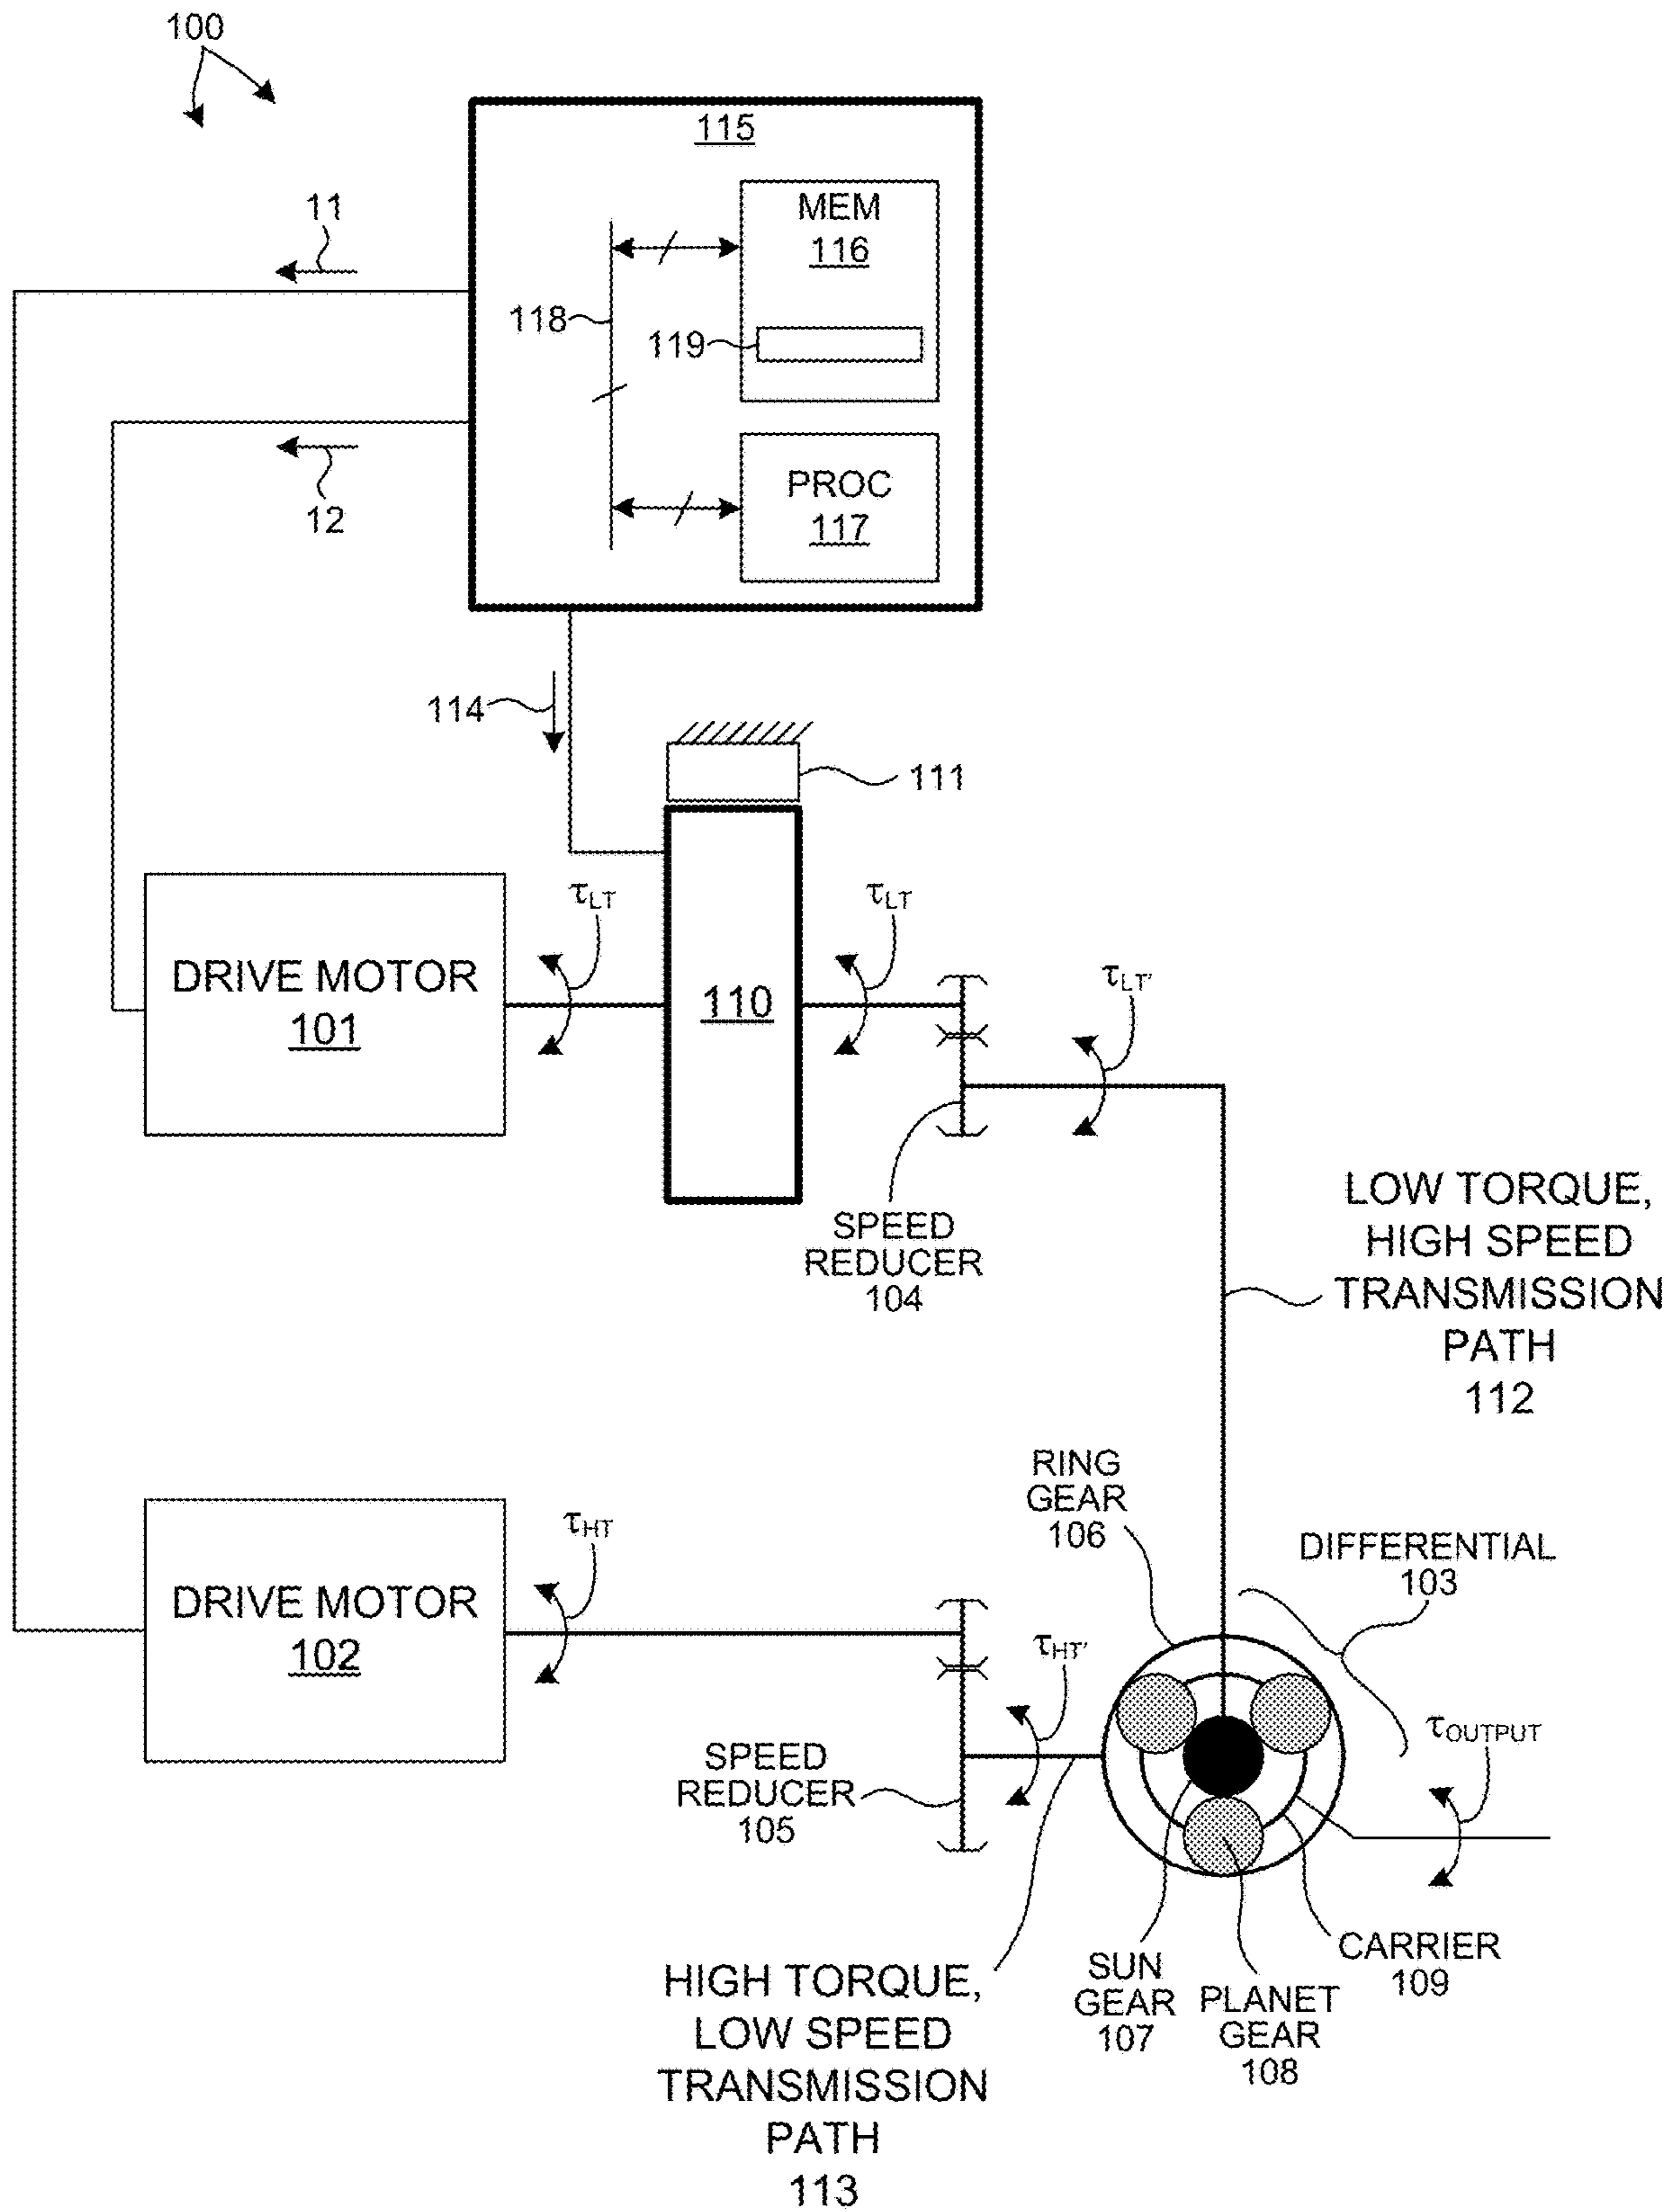 100
115
11
MEM
116
118
119
12
PROC
117
114
111
τLT
τLT
DRIVE MOTOR
101
110
τLT'
SPEED
REDUCER
104
LOW TORQUE,
HIGH SPEED
TRANSMISSION
PATH
112
RING
GEAR
106
τHT
DIFFERENTIAL
103
DRIVE MOTOR
102
τHT'
τOUTPUT
SPEED
REDUCER
105
CARRIER
109
SUN
GEAR
107
PLANET
GEAR
108
HIGH TORQUE,
LOW SPEED
TRANSMISSION
PATH
113